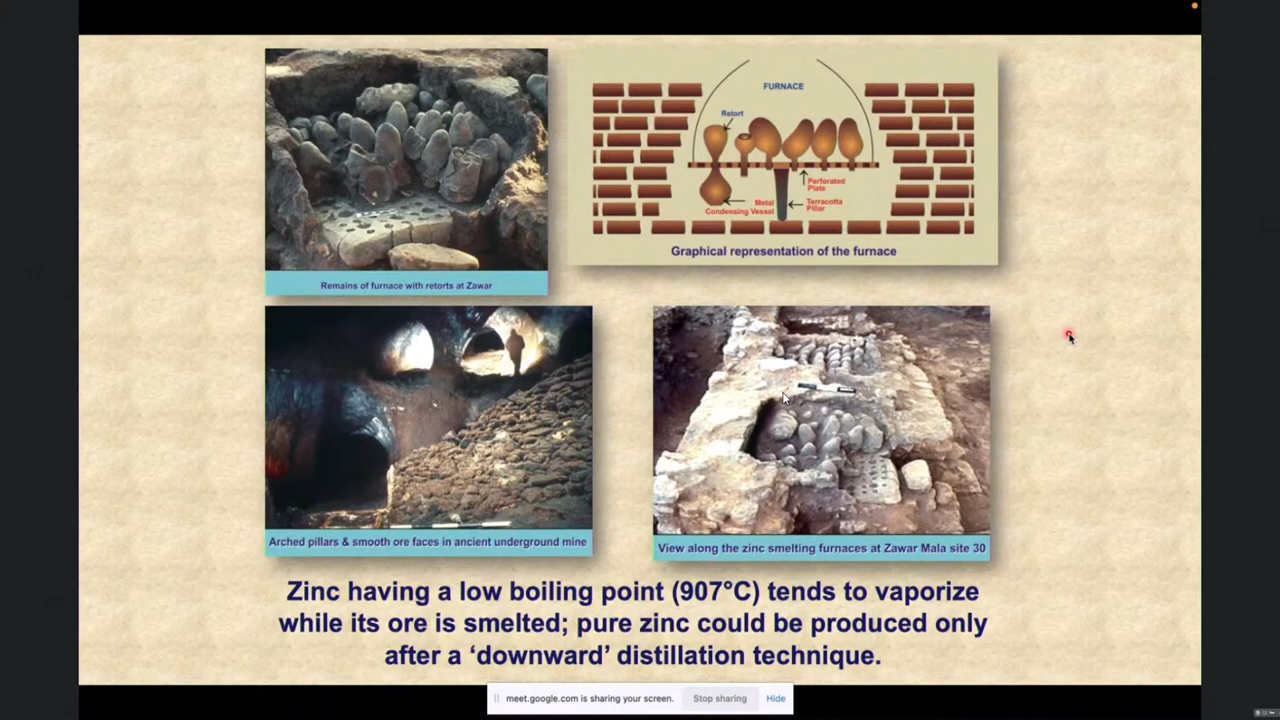 FURNACE
Retort
Perforated
Plate
Metal
Condensing Vessel
Terracotta
Pillar
Graphical representation of the furnace
Remains of furnace with retorts at Zawar
Arched pillars & smooth ore faces in ancient underground mine
View along the zinc smelting furnaces at Zawar Mala site 30
Zinc having a low boiling point (907°C) tends to vaporize
while its ore is smelted; pure zinc could be produced only
after a ‘downward’ distillation technique.
meet.google.com is sharing your screen.
Stop sharing
Hide